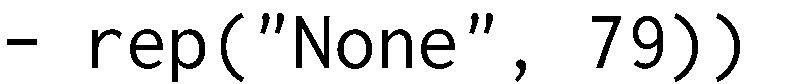 - rep("None", 79))